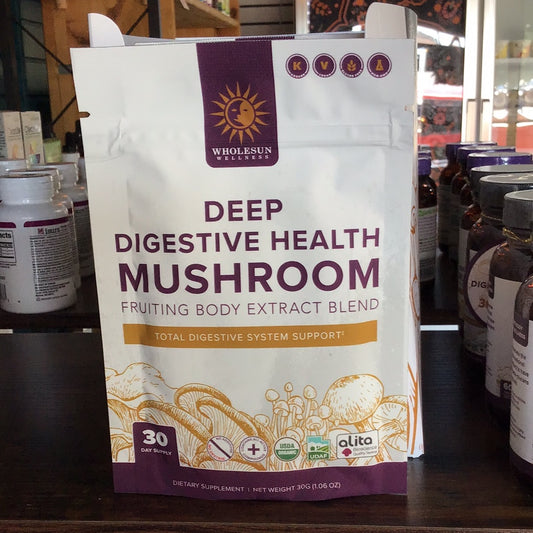 K V
WHOLESUN
WELLNESS
DEEP
DIGESTIVE HEALTH
MUSHROOM
FRUITING BODY EXTRACT BLEND
TOTAL DIGESTIVE SYSTEM SUPPORT‡
30
DAY SUPPLY
USDA
ORGANIC
UDAF
alita
DIETARY SUPPLEMENT | NET WEIGHT 30G (1.06 OZ)